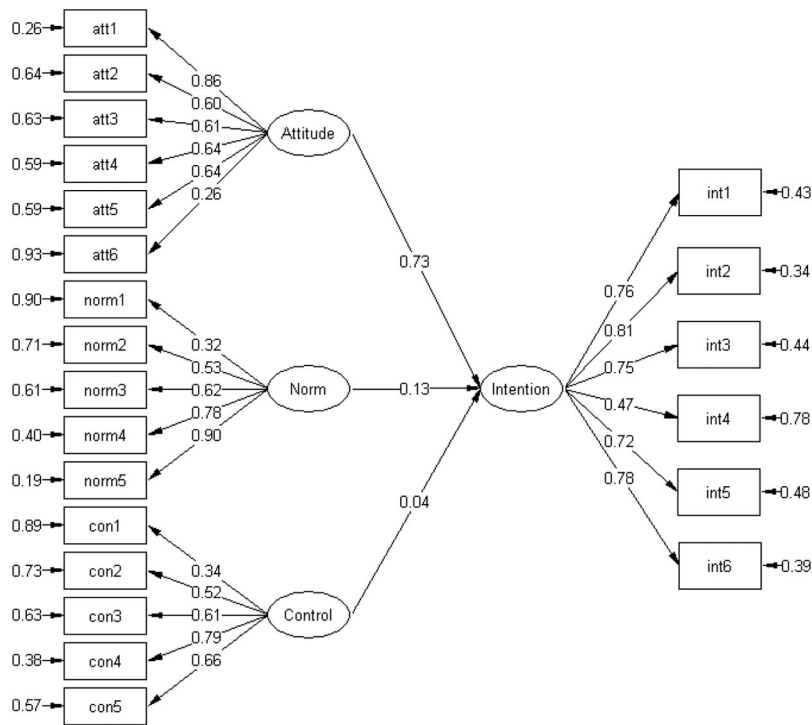 0.26 att1
0.64 att2
0.63 att3
0.59 att4
0.59 att5
0.93 att6
0.86
0.60
0.61
0.64
0.64
0.26
Attitude
0.73
0.90 norm1
0.71 norm2
0.61 norm3
0.40 norm4
0.19 norm5
0.32
0.53
0.62
0.78
0.90
Norm
0.13
0.89 con1
0.73 con2
0.63 con3
0.38 con4
0.57 con5
0.34
0.52
0.61
0.79
0.66
Control
0.04
Intention
0.76
0.81
0.75
0.47
0.72
0.78
int1 0.43
int2 0.34
int3 0.44
int4 0.78
int5 0.48
int6 0.39